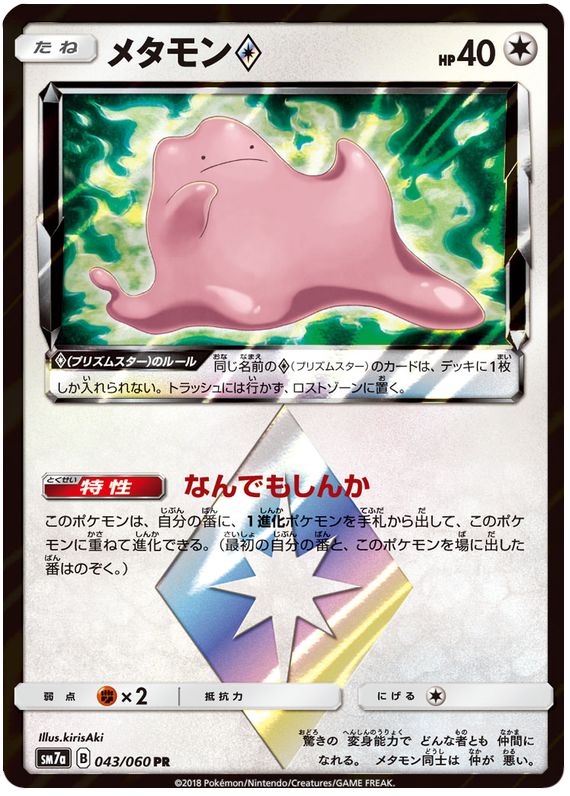 たね メタモン◇ HP40
◇(プリズムスター)のルール 同じ名前の◇(プリズムスター)のカードは、デッキに1枚
しか入れられない。トラッシュには行かず、ロストゾーンに置く。
特性 なんでもしんか
このポケモンは、自分の番に、1進化ポケモンを手札から出して、このポケ
モンに重ねて進化できる。(最初の自分の番と、このポケモンを場に出した
番はのぞく。)
弱点 ×2 抵抗力 にげる
Illus.kirisAki
SM7a B 043/060 PR
驚きの 変身能力で どんな者とも 仲間に
なれる。 メタモン同士は 仲が 悪い。
©2018 Pokémon/Nintendo/Creatures/GAME FREAK.